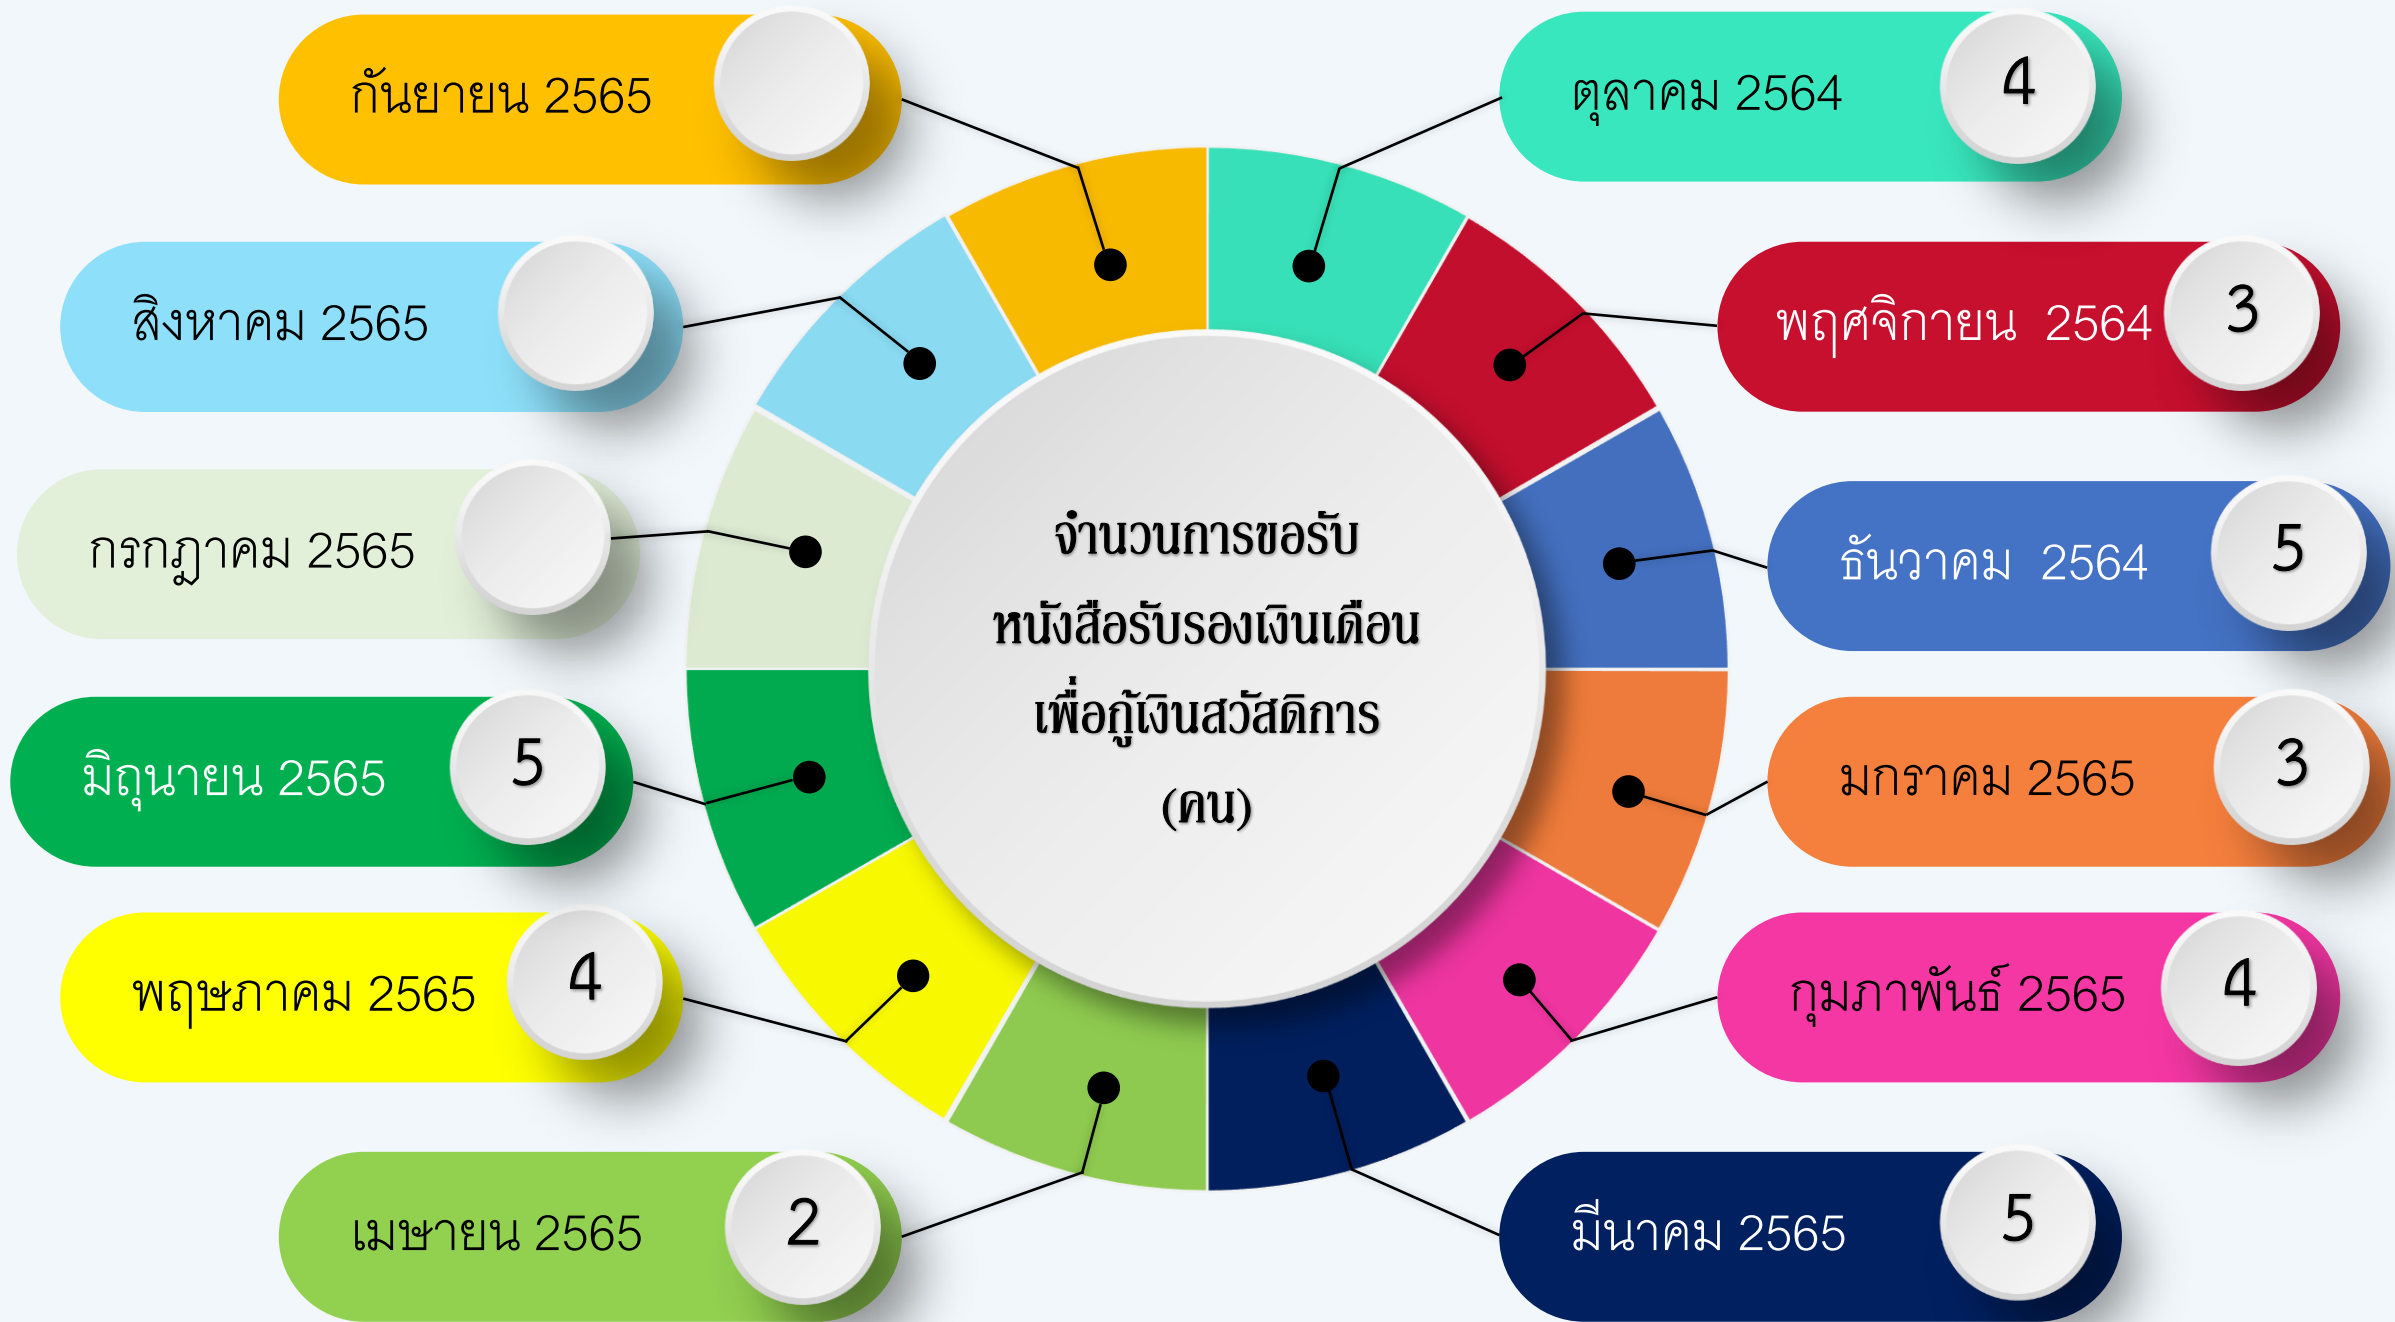 ตุลาคม 2564
4
พฤศจิกายน 2564
3
ธันวาคม 2564
5
มกราคม 2565
3
กุมภาพันธ์ 2565
4
มีนาคม 2565
5
เมษายน 2565
2
พฤษภาคม 2565
4
มิถุนายน 2565
5
กรกฎาคม 2565
สิงหาคม 2565
กันยายน 2565
จำนวนการขอรับ
หนังสือรับรองเงินเดือน
เพื่อกู้เงินสวัสดิการ
(คน)